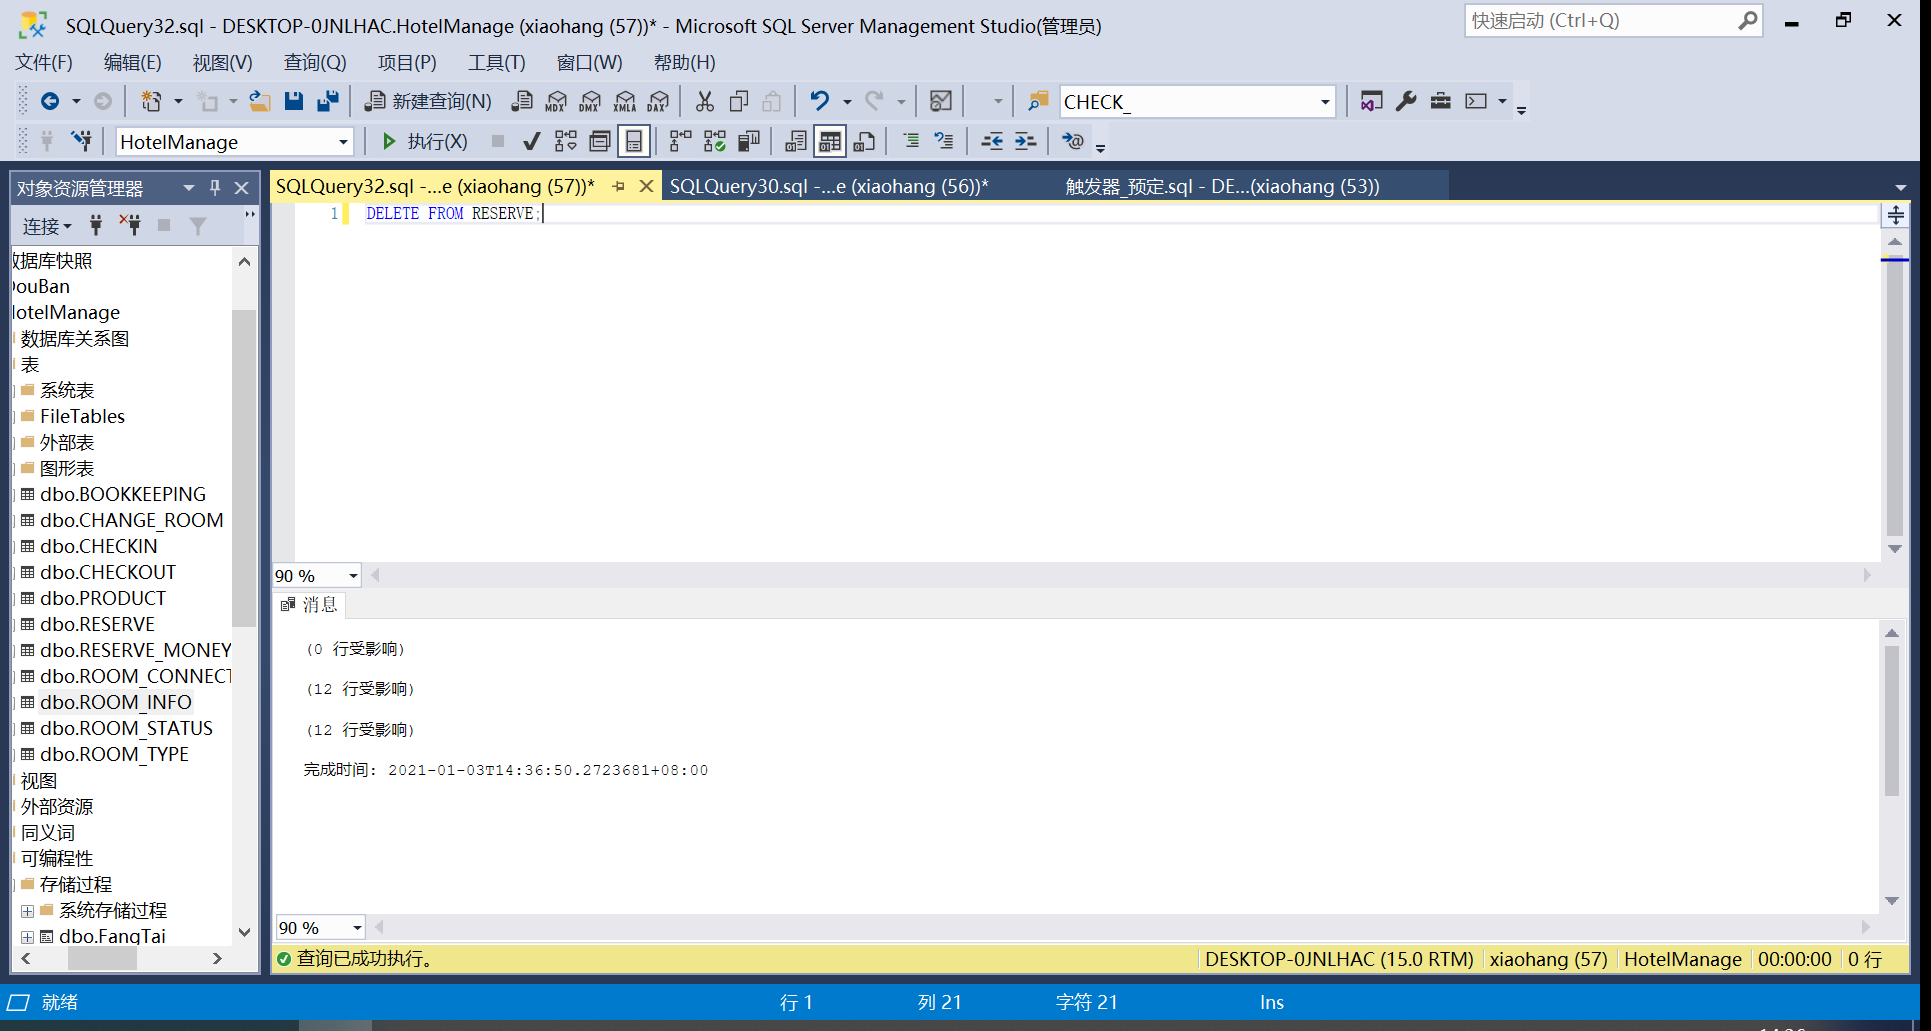 SQLQuery32.sql - DESKTOP-0JNLHAC.HotelManage (xiaohang (57))* - Microsoft SQL Server Management Studio(管理员)
快速启动 (Ctrl+Q)
文件(F) 编辑(E) 视图(V) 查询(Q) 项目(P) 工具(T) 窗口(W) 帮助(H)
新建查询(N) MDX DMX XMLA DAX CHECK_
HotelManage 执行(X)
对象资源管理器
SQLQuery32.sql -...e (xiaohang (57))* SQLQuery30.sql -...e (xiaohang (56))* 触发器_预定.sql - DE...(xiaohang (53))
连接
数据库快照
DouBan
HotelManage
数据库关系图
表
系统表
FileTables
外部表
图形表
dbo.BOOKKEEPING
dbo.CHANGE_ROOM
dbo.CHECKIN
dbo.CHECKOUT
dbo.PRODUCT
dbo.RESERVE
dbo.RESERVE_MONEY
dbo.ROOM_CONNECT
dbo.ROOM_INFO
dbo.ROOM_STATUS
dbo.ROOM_TYPE
视图
外部资源
同义词
可编程性
存储过程
系统存储过程
dbo.FangTai
1 DELETE FROM RESERVE;
90 %
消息
(0 行受影响)
(12 行受影响)
(12 行受影响)
完成时间: 2021-01-03T14:36:50.2723681+08:00
90 %
查询已成功执行。 DESKTOP-0JNLHAC (15.0 RTM) xiaohang (57) HotelManage 00:00:00 0 行
就绪 行 1 列 21 字符 21 Ins